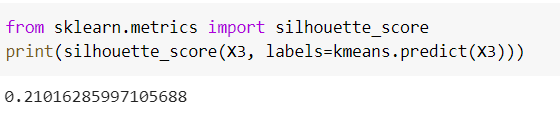 from sklearn.metrics import silhouette_score
print(silhouette_score(X3, labels=kmeans.predict(X3)))
0.21016285997105688